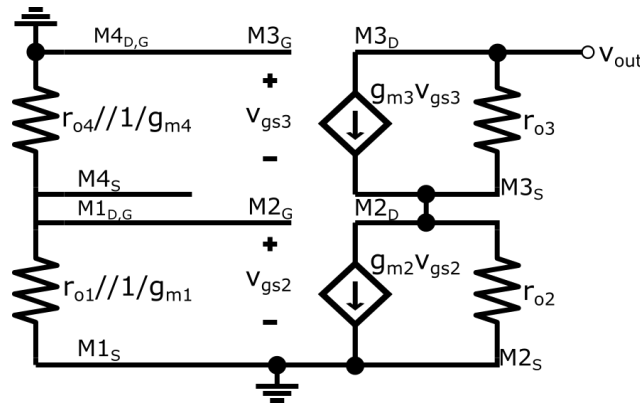 M4D,G M3G M3D
vout
+
ro4//1/gm4 vgs3 gm3vgs3 ro3
-
M4S M3S
M1D,G M2G M2D
+
ro1//1/gm1 vgs2 gm2vgs2 ro2
-
M1S M2S